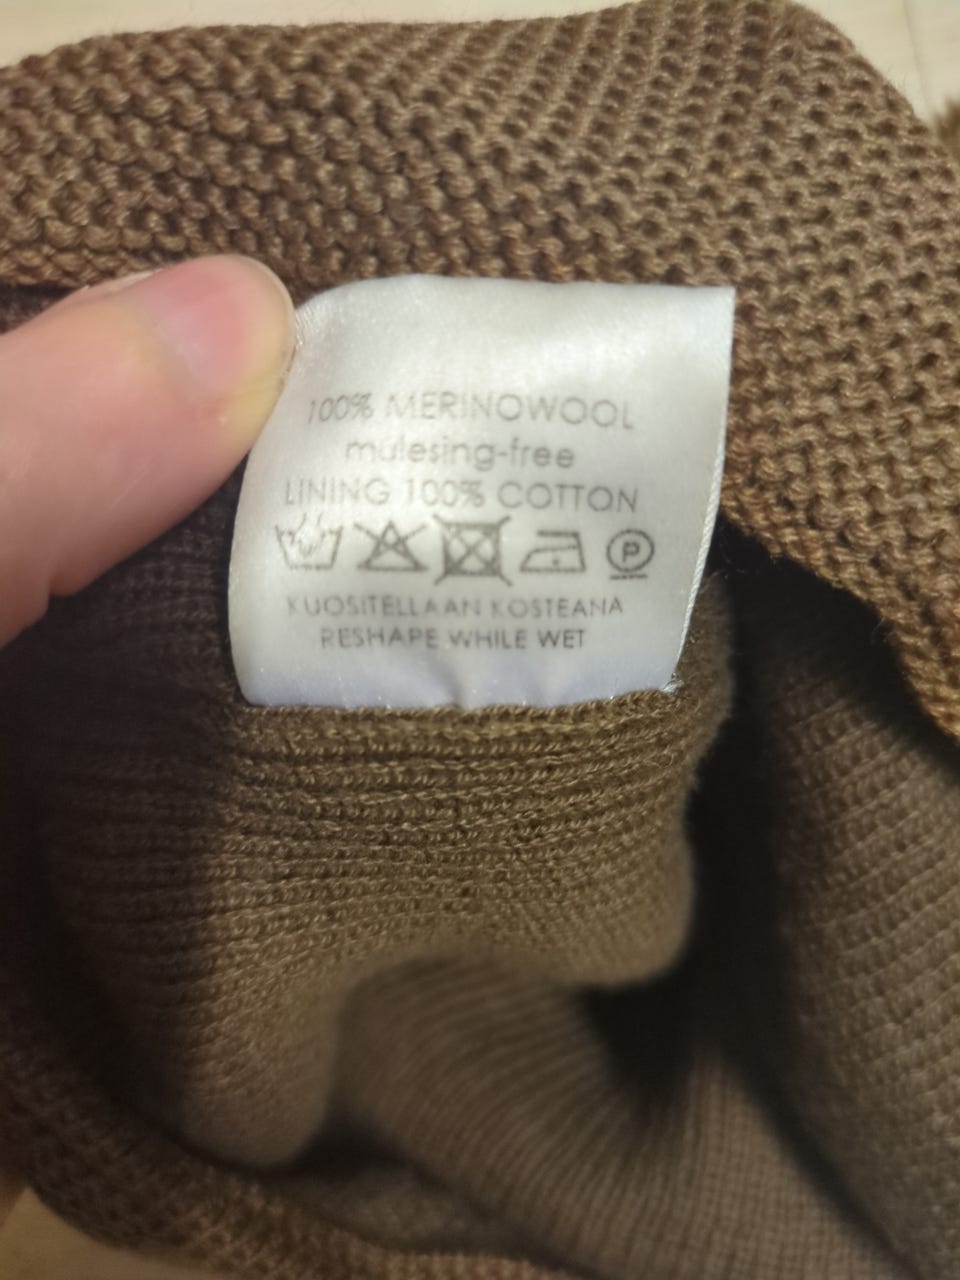 100% MERINOWOOL
mulesing-free
LINING 100% COTTON
P
KUOSITELLAAN KOSTEANA
RESHAPE WHILE WET